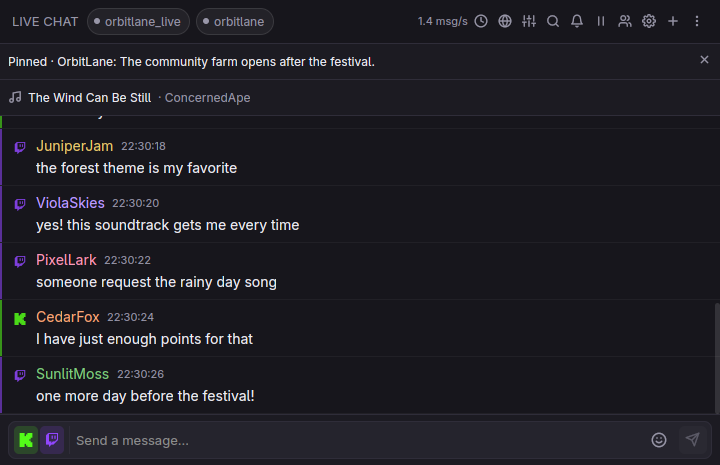 LIVE CHAT orbitlane_live orbitlane 1.4 msg/s
Pinned · OrbitLane: The community farm opens after the festival.
The Wind Can Be Still · ConcernedApe
JuniperJam 22:30:18
the forest theme is my favorite
ViolaSkies 22:30:20
yes! this soundtrack gets me every time
PixelLark 22:30:22
someone request the rainy day song
CedarFox 22:30:24
I have just enough points for that
SunlitMoss 22:30:26
one more day before the festival!
Send a message...